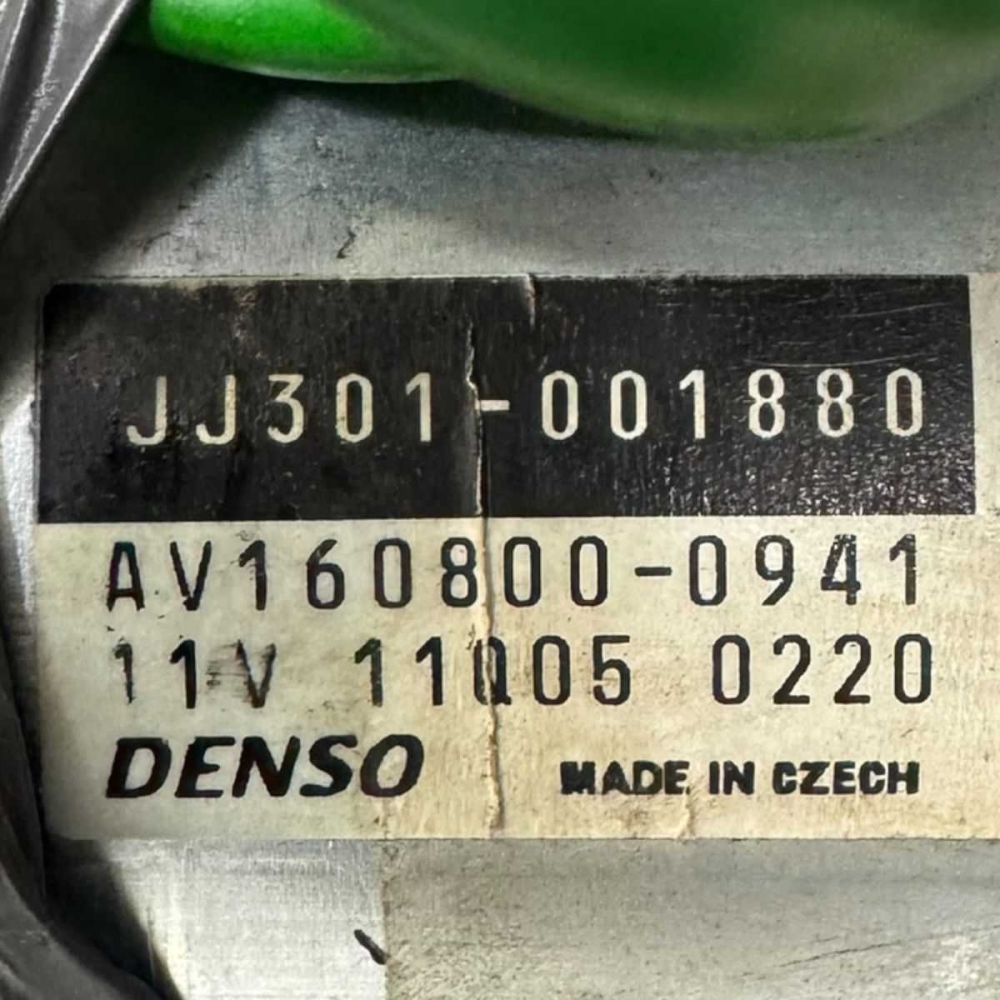 JJ301-001880
AV160800-0941
11V 11Q05 0220
DENSO
MADE IN CZECH